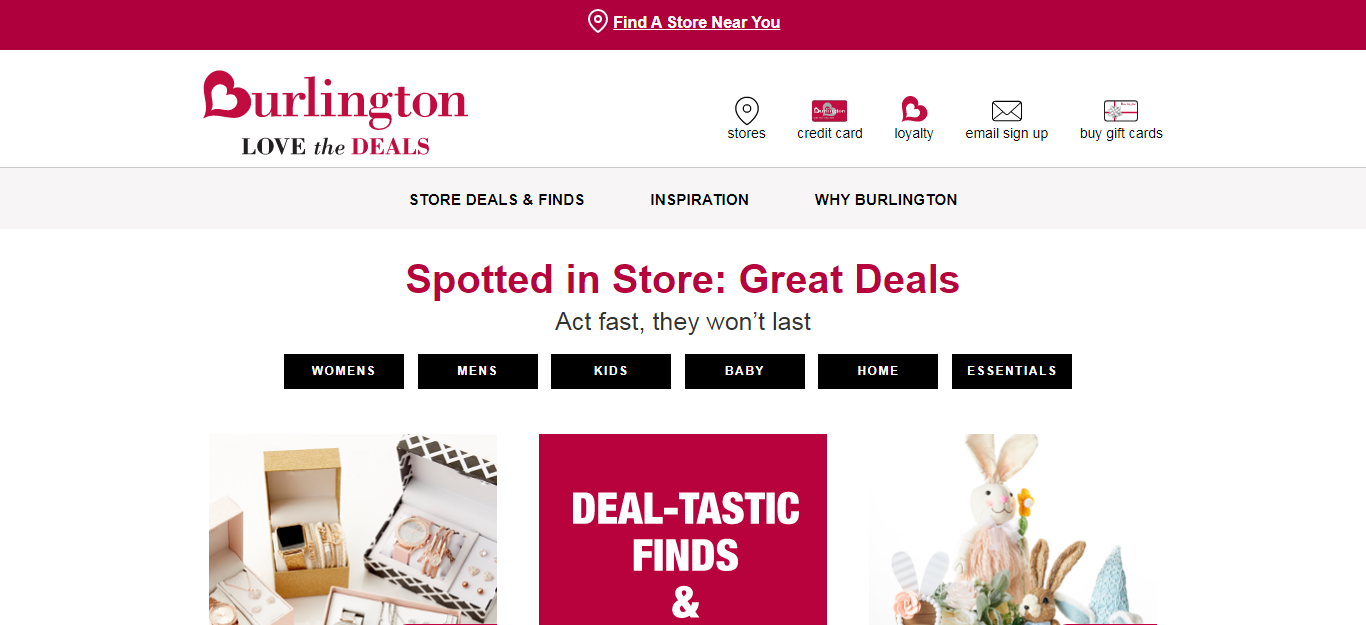 Find A Store Near You
Burlington
LOVE the DEALS
stores
credit card
loyalty
email sign up
buy gift cards
STORE DEALS & FINDS
INSPIRATION
WHY BURLINGTON
Spotted in Store: Great Deals
Act fast, they won’t last
WOMENS
MENS
KIDS
BABY
HOME
ESSENTIALS
DEAL-TASTIC
FINDS
&